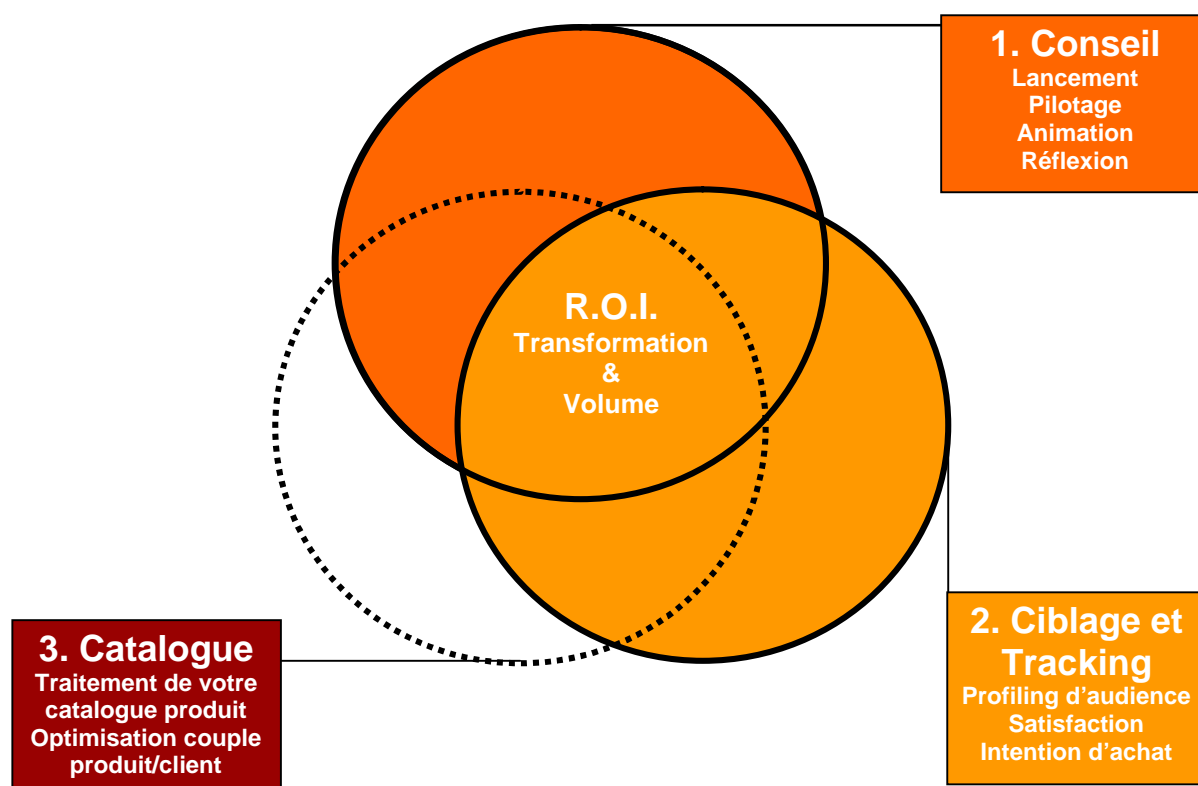 1. Conseil
Lancement
Pilotage
Animation
Réflexion
R.O.I.
Transformation
&
Volume
2. Ciblage et
Tracking
Profiling d’audience
Satisfaction
Intention d’achat
3. Catalogue
Traitement de votre
catalogue produit
Optimisation couple
produit/client